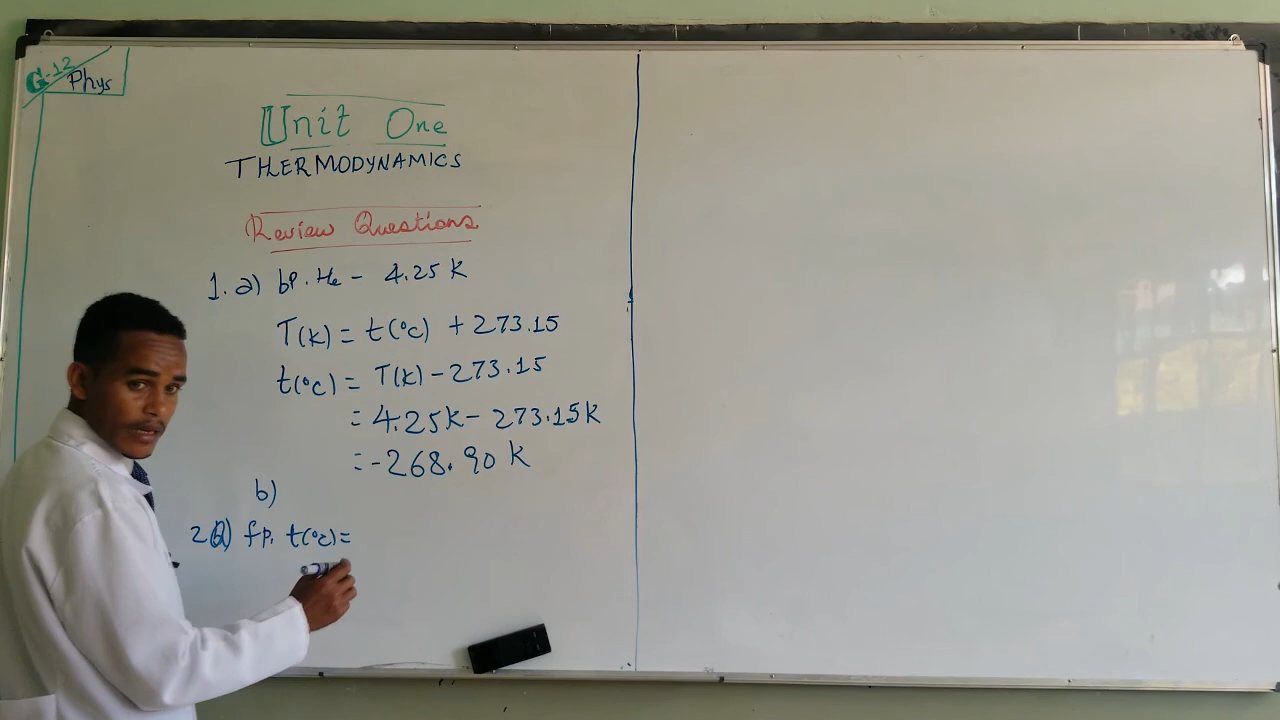 G-12
Phys
Unit One
THERMODYNAMICS
Review Questions
1. a) bp. He - 4.25 K
T(K) = t(°c) + 273.15
t(°c) = T(K) - 273.15
= 4.25K - 273.15K
= -268.90 K
b)
2 a) fp. t(°c) =